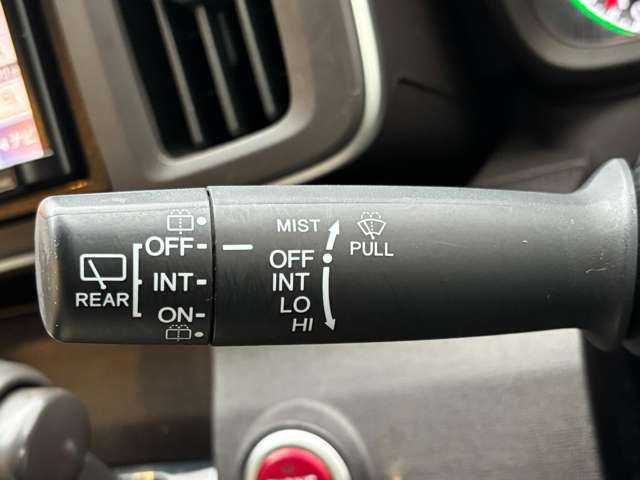 OFF
INT
ON
REAR
MIST
OFF
INT
LO
HI
PULL